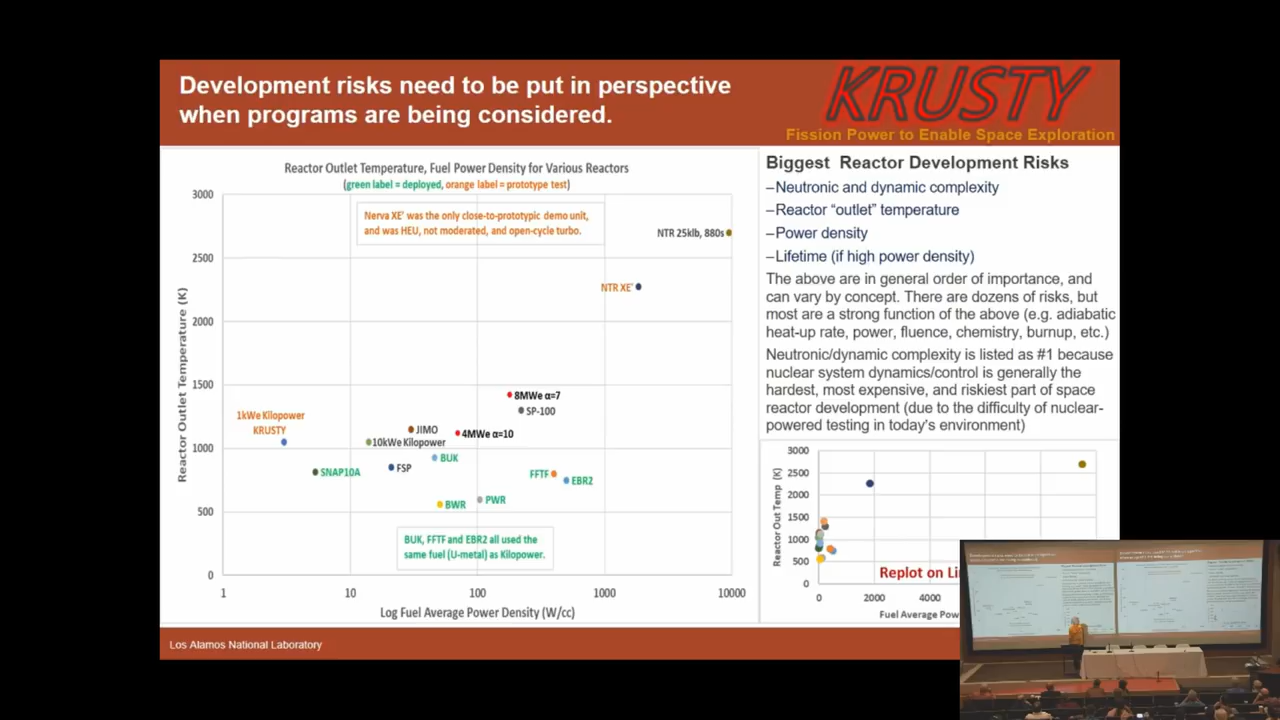 Development risks need to be put in perspective
when programs are being considered.
KRUSTY
Fission Power to Enable Space Exploration
Reactor Outlet Temperature, Fuel Power Density for Various Reactors
(green label = deployed, orange label = prototype test)
Reactor Outlet Temperature (K)
3000
2500
2000
1500
1000
500
0
Nerva XE' was the only close-to-prototypic demo unit,
and was HEU, not moderated, and open-cycle turbo.
NTR 25klb, 880s
NTR XE'
8MWe α=7
SP-100
1kWe Kilopower
KRUSTY
JIMO
4MWe α=10
10kWe Kilopower
BUK
SNAP10A
FSP
FFTF
EBR2
BWR
PWR
BUK, FFTF and EBR2 all used the
same fuel (U-metal) as Kilopower.
1
10
100
1000
10000
Log Fuel Average Power Density (W/cc)
Biggest Reactor Development Risks
–Neutronic and dynamic complexity
–Reactor “outlet” temperature
–Power density
–Lifetime (if high power density)
The above are in general order of importance, and
can vary by concept. There are dozens of risks, but
most are a strong function of the above (e.g. adiabatic
heat-up rate, power, fluence, chemistry, burnup, etc.)
Neutronic/dynamic complexity is listed as #1 because
nuclear system dynamics/control is generally the
hardest, most expensive, and riskiest part of space
reactor development (due to the difficulty of nuclear-
powered testing in today's environment)
Reactor Out Temp (K)
3000
2500
2000
1500
1000
500
0
Replot on
0
2000
4000
Fuel Average
Los Alamos National Laboratory